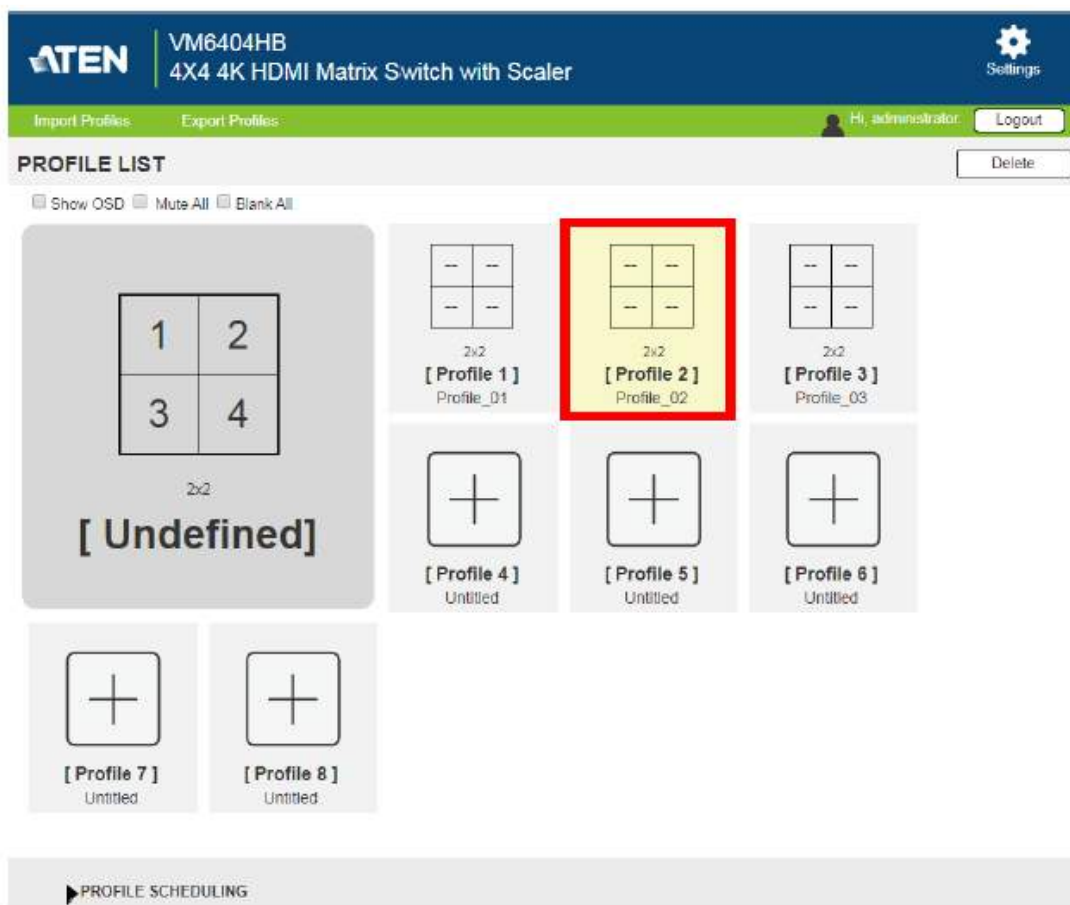 ATEN
VM6404HB
4X4 4K HDMI Matrix Switch with Scaler
Settings
Import Profiles Export Profiles
Hi, administrator. Logout
PROFILE LIST
Delete
Show OSD Mute All Blank All
1 2
3 4
2x2
[ Undefined]
-- --
-- --
2x2
[ Profile 1 ]
Profile_01
-- --
-- --
2x2
[ Profile 2 ]
Profile_02
-- --
-- --
2x2
[ Profile 3 ]
Profile_03
[ Profile 4 ]
Untitled
[ Profile 5 ]
Untitled
[ Profile 6 ]
Untitled
[ Profile 7 ]
Untitled
[ Profile 8 ]
Untitled
PROFILE SCHEDULING